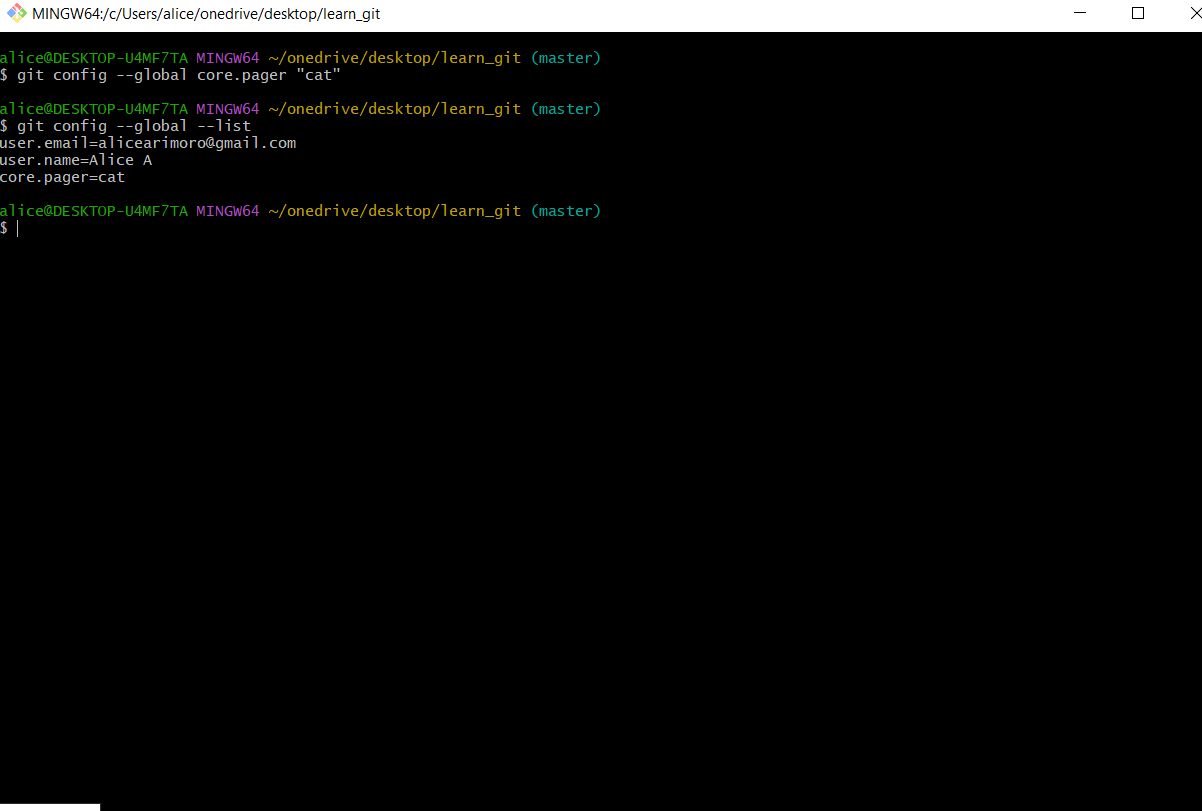 MINGW64:/c/Users/alice/onedrive/desktop/learn_git
alice@DESKTOP-U4MF7TA MINGW64 ~/onedrive/desktop/learn_git (master)
$ git config --global core.pager "cat"
alice@DESKTOP-U4MF7TA MINGW64 ~/onedrive/desktop/learn_git (master)
$ git config --global --list
user.email=alicearimoro@gmail.com
user.name=Alice A
core.pager=cat
alice@DESKTOP-U4MF7TA MINGW64 ~/onedrive/desktop/learn_git (master)
$